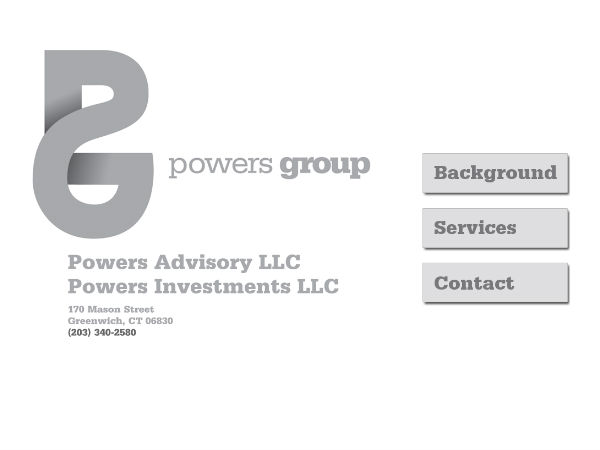 powers group
Background
Services
Contact
Powers Advisory LLC
Powers Investments LLC
170 Mason Street
Greenwich, CT 06830
(203) 340-2580